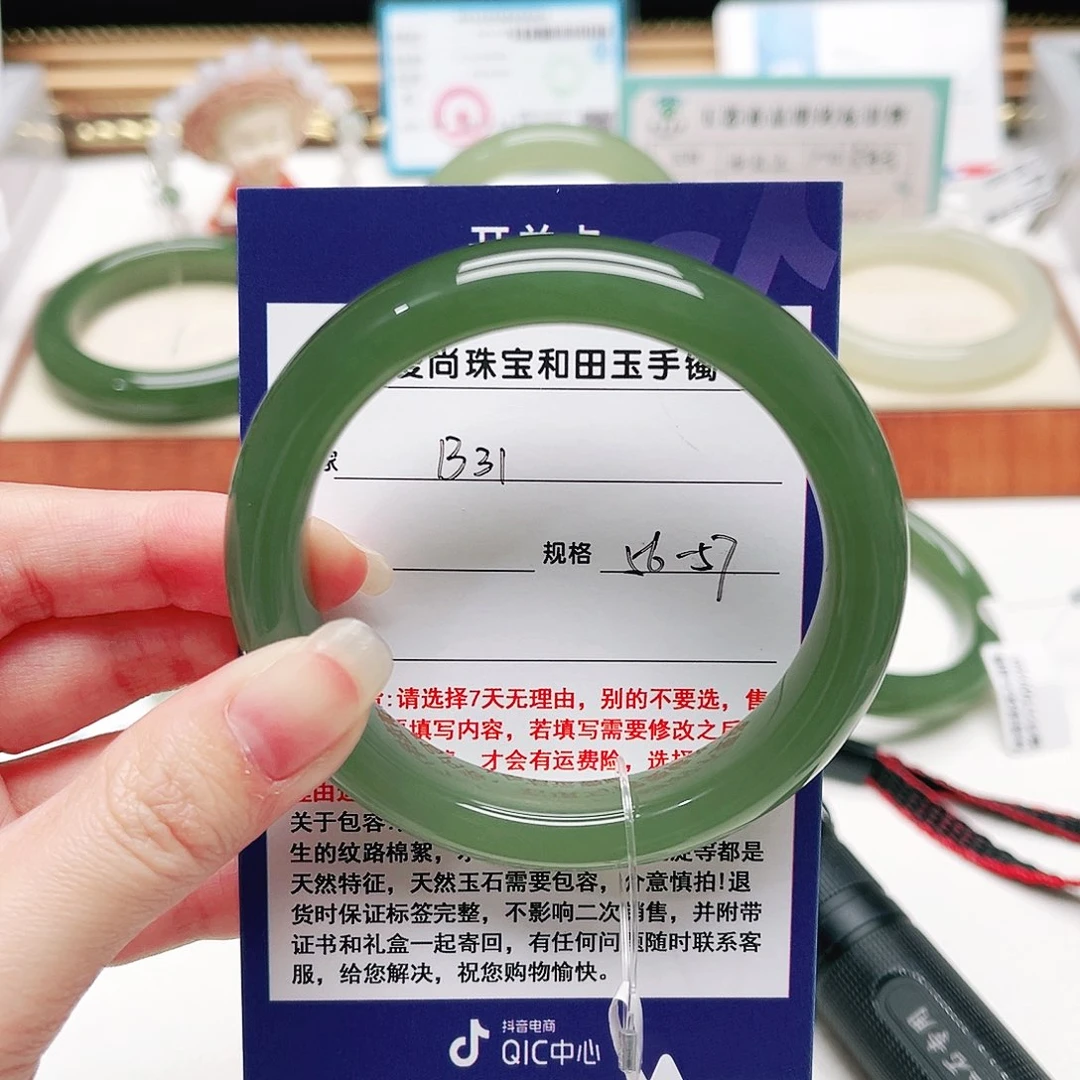 尚珠宝和田玉手镯
B31
规格 56-57
:请选择7天无理由，别的不要选，售
填写内容，若填写需要修改之后
才会有运费险，选择
理由
关于包容:
生的纹路棉絮，等都是
天然特征，天然玉石需要包容，介意慎拍!退
货时保证标签完整，不影响二次销售，并附带
证书和礼盒一起寄回，有任何问题随时联系客
服，给您解决，祝您购物愉快。
抖音电商
QIC中心
专用